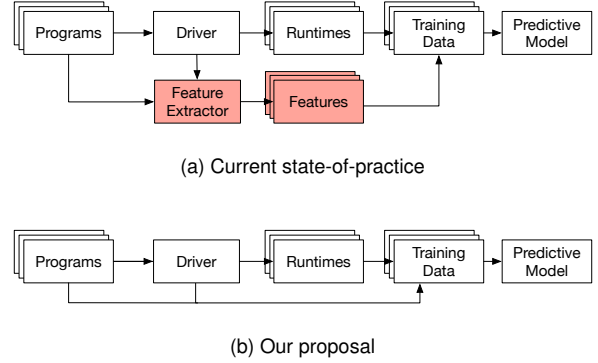 Programs
Driver
Runtimes
Training
Data
Predictive
Model
Feature
Extractor
Features
(a) Current state-of-practice
Programs
Driver
Runtimes
Training
Data
Predictive
Model
(b) Our proposal